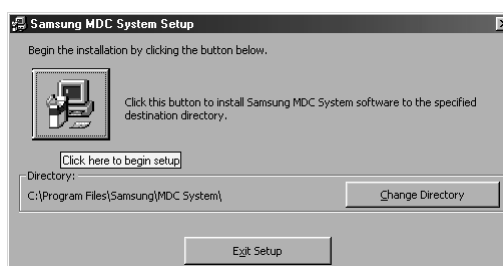 Samsung MDC System Setup
Begin the installation by clicking the button below.
Click this button to install Samsung MDC System software to the specified
destination directory.
Click here to begin setup
Directory:
C:\Program Files\Samsung\MDC System\
Change Directory
Exit Setup